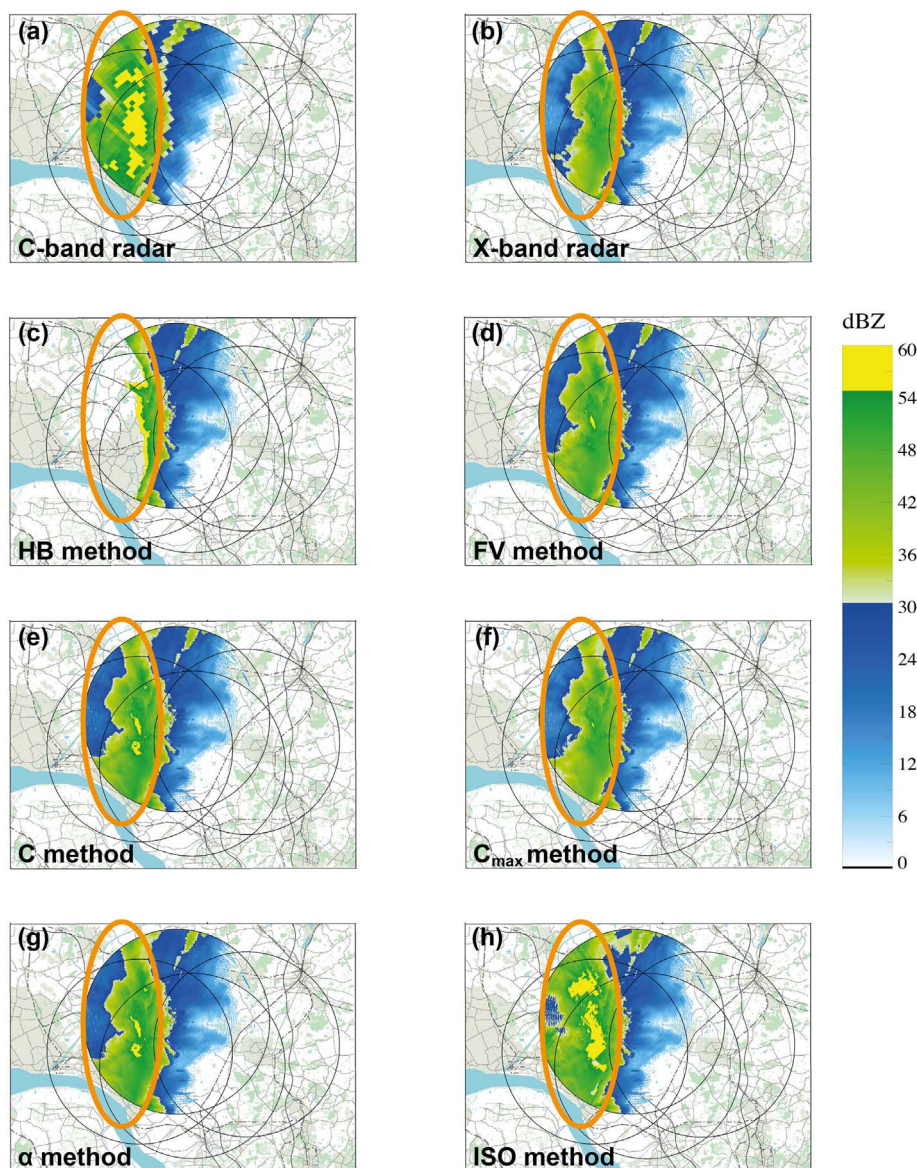 (a)
C-band radar
(b)
X-band radar
(c)
HB method
(d)
FV method
dBZ
60
54
48
42
36
30
24
18
12
6
0
(e)
C method
(f)
Cmax method
(g)
α method
(h)
ISO method